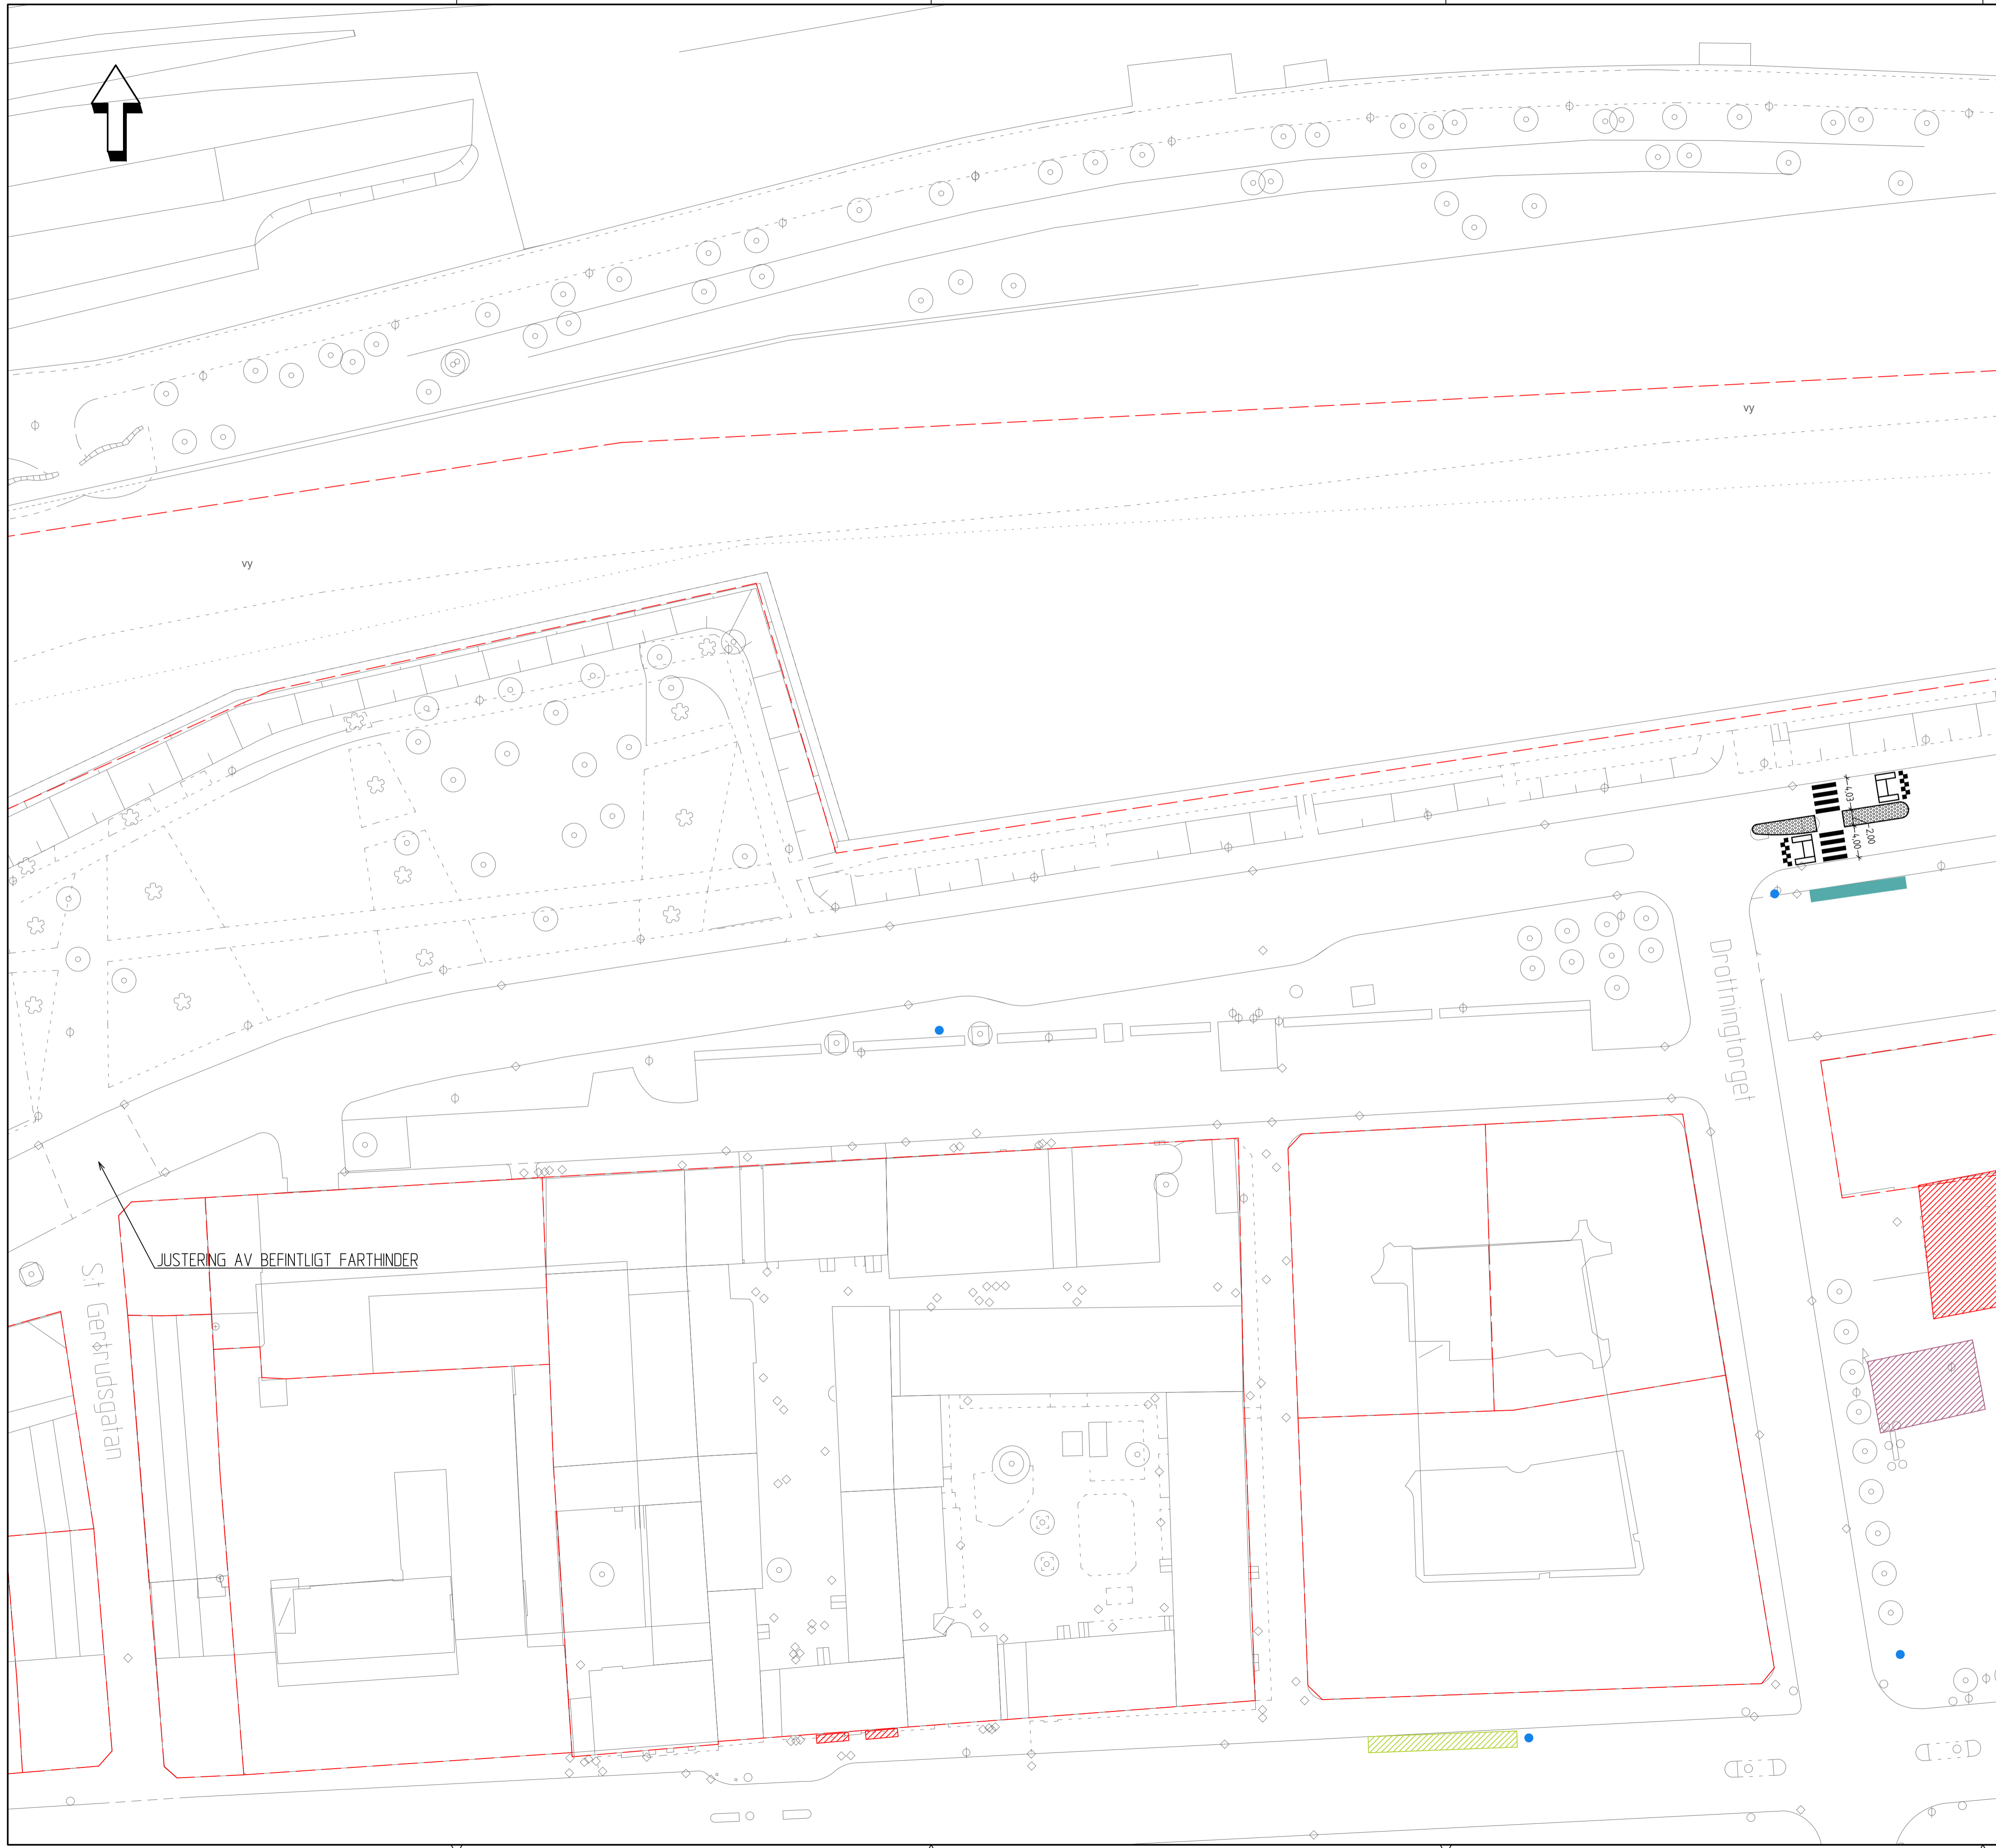 vy
vy
4,03
2,00
4,00
Drottningtorget
JUSTERING AV BEFINTLIGT FARTHINDER
S:t Gertrudsgatan